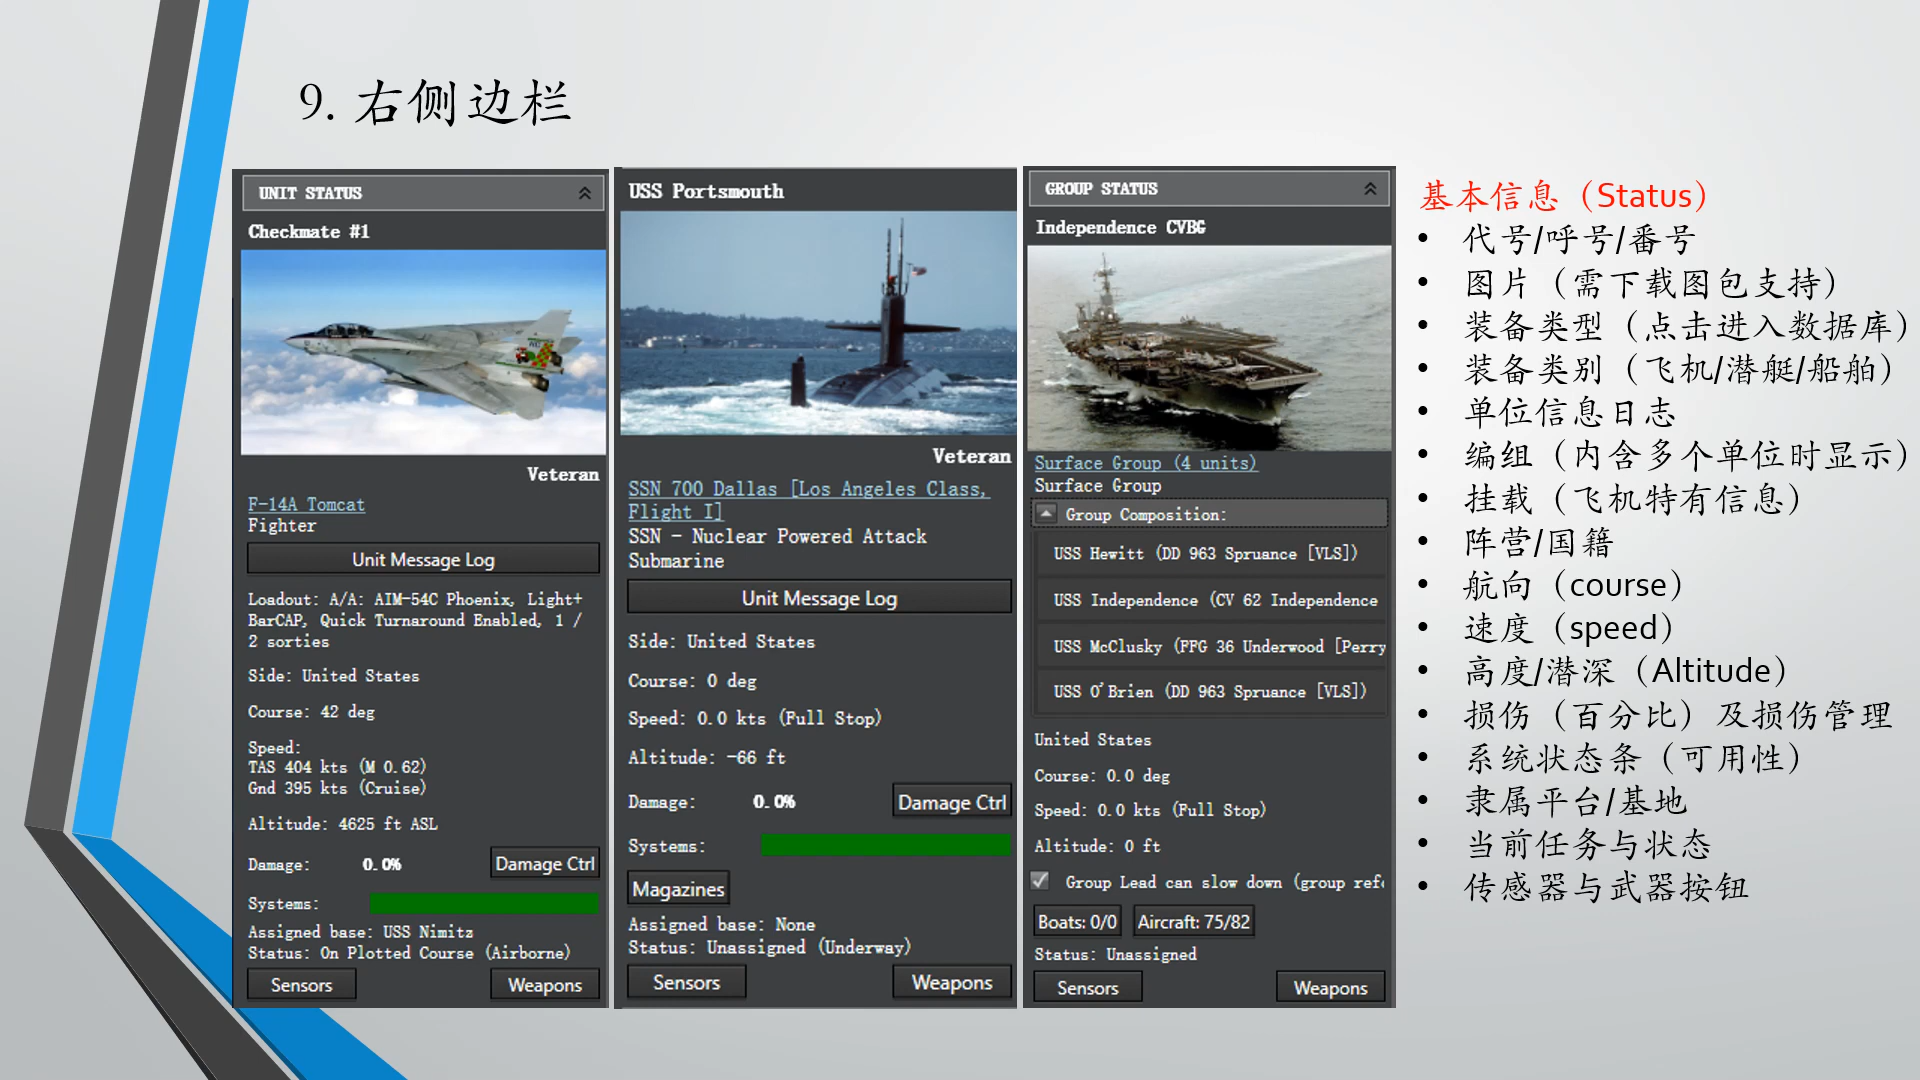 9. 右侧边栏
UNIT STATUS
Checkmate #1
Veteran
F-14A Tomcat
Fighter
Unit Message Log
Loadout: A/A: AIM-54C Phoenix, Light+
BarCAP, Quick Turnaround Enabled, 1 /
2 sorties
Side: United States
Course: 42 deg
Speed:
TAS 404 kts (M 0.62)
Gnd 395 kts (Cruise)
Altitude: 4625 ft ASL
Damage: 0.0% Damage Ctrl
Systems:
Assigned base: USS Nimitz
Status: On Plotted Course (Airborne)
Sensors Weapons
USS Portsmouth
Veteran
SSN 700 Dallas [Los Angeles Class,
Flight I]
SSN - Nuclear Powered Attack
Submarine
Unit Message Log
Side: United States
Course: 0 deg
Speed: 0.0 kts (Full Stop)
Altitude: -66 ft
Damage: 0.0% Damage Ctrl
Systems:
Magazines
Assigned base: None
Status: Unassigned (Underway)
Sensors Weapons
GROUP STATUS
Independence CVBG
Surface Group (4 units)
Surface Group
Group Composition:
USS Hewitt (DD 963 Spruance [VLS])
USS Independence (CV 62 Independence
USS McClusky (FFG 36 Underwood [Perry
USS O'Brien (DD 963 Spruance [VLS])
United States
Course: 0.0 deg
Speed: 0.0 kts (Full Stop)
Altitude: 0 ft
Group Lead can slow down (group refo
Boats: 0/0 Aircraft: 75/82
Status: Unassigned
Sensors Weapons
基本信息（Status）
• 代号/呼号/番号
• 图片（需下载图包支持）
• 装备类型（点击进入数据库）
• 装备类别（飞机/潜艇/船舶）
• 单位信息日志
• 编组（内含多个单位时显示）
• 挂载（飞机特有信息）
• 阵营/国籍
• 航向（course）
• 速度（speed）
• 高度/潜深（Altitude）
• 损伤（百分比）及损伤管理
• 系统状态条（可用性）
• 隶属平台/基地
• 当前任务与状态
• 传感器与武器按钮